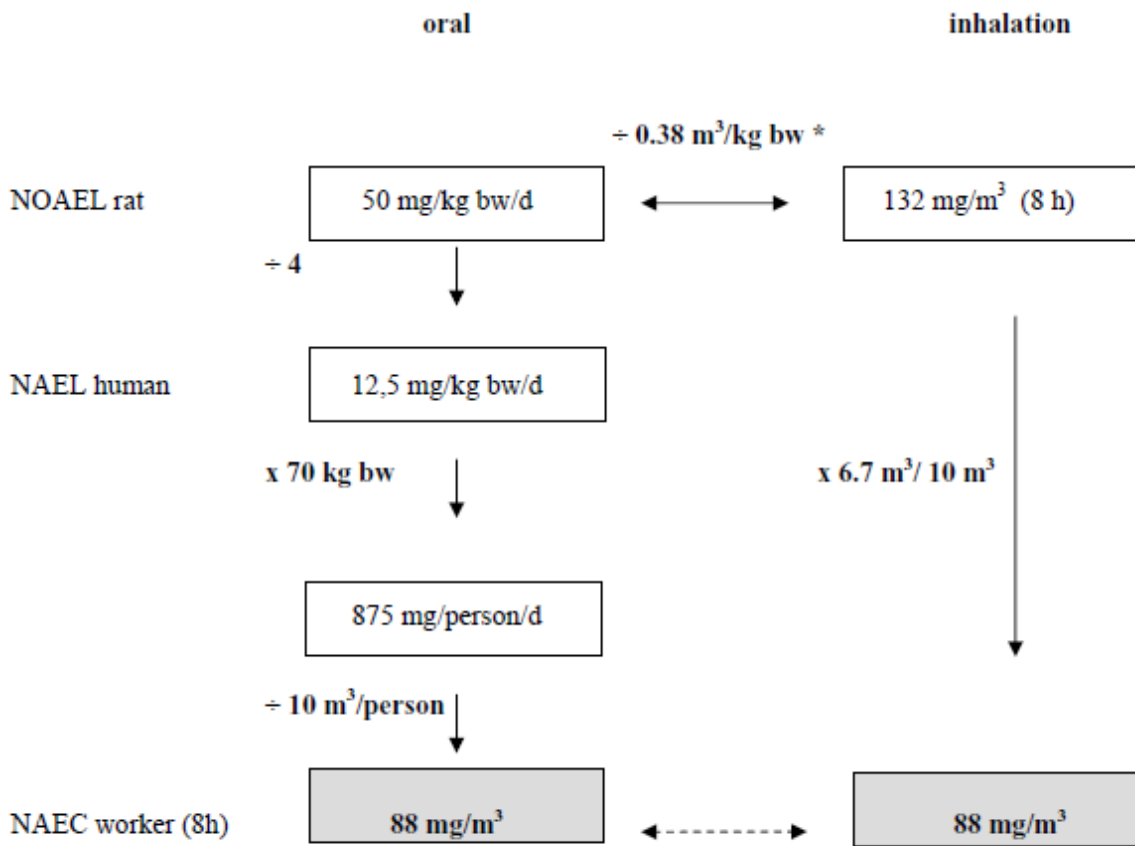 oral inhalation
÷ 0.38 m³/kg bw *
NOAEL rat 50 mg/kg bw/d 132 mg/m³ (8 h)
÷ 4
NAEL human 12,5 mg/kg bw/d
x 70 kg bw x 6.7 m³/ 10 m³
875 mg/person/d
÷ 10 m³/person
NAEC worker (8h) 88 mg/m³ 88 mg/m³